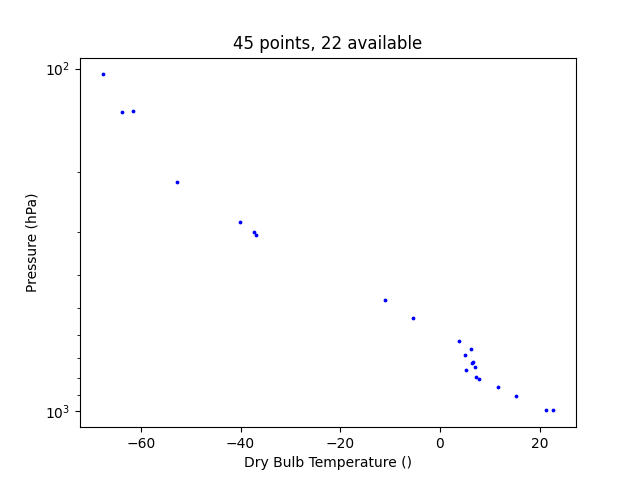 45 points, 22 available
10²
Pressure (hPa)
10³
−60 −40 −20 0 20
Dry Bulb Temperature ()